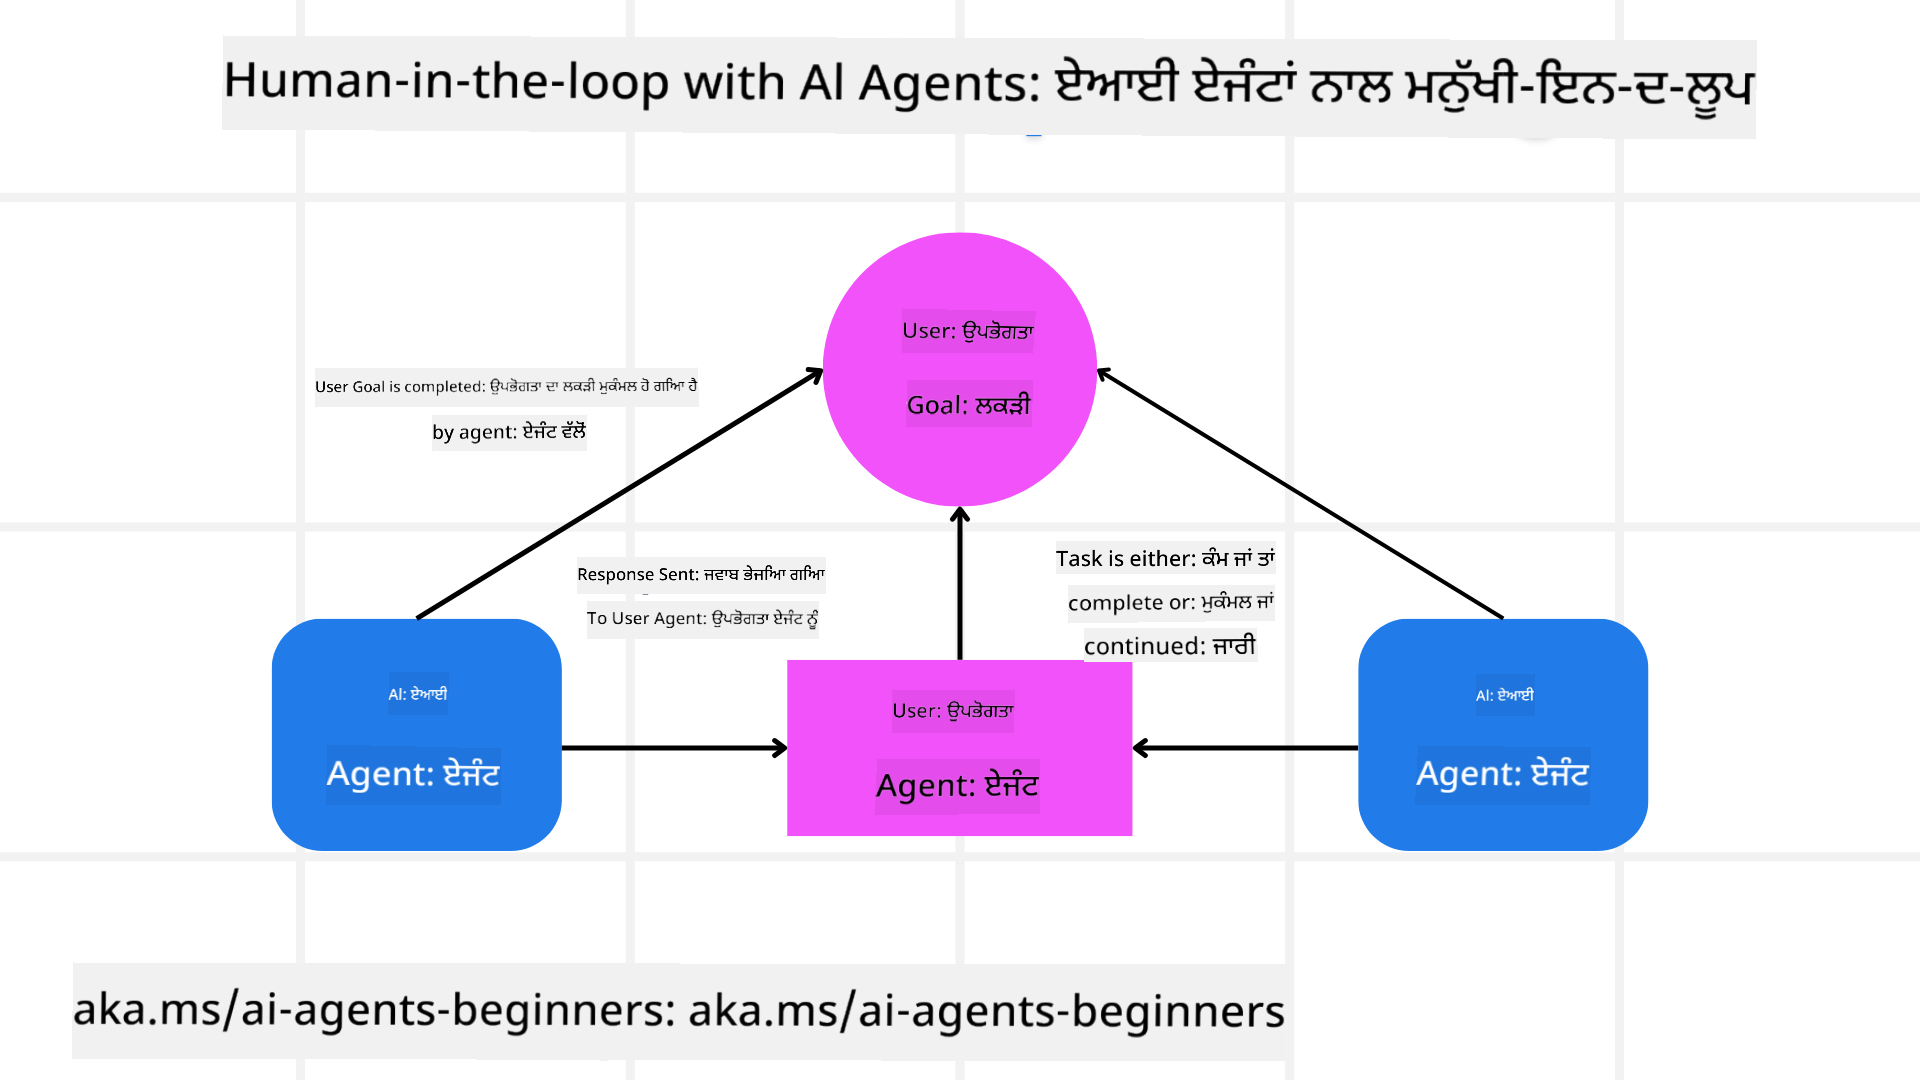 Human-in-the-loop with Al Agents: ਏਆਈ ਏਜੰਟਾਂ ਨਾਲ ਮਨੁੱਖੀ-ਇਨ-ਦ-ਲੂਪ
User: ਉਪਭੋਗਤਾ
Goal: ਲਕੜੀ
User Goal is completed: ਉਪਭੋਗਤਾ ਦਾ ਲਕੜੀ ਮੁਕੰਮਲ ਹੋ ਗਿਆ ਹੈ
by agent: ਏਜੰਟ ਵੱਲੋਂ
Response Sent: ਜਵਾਬ ਭੇਜਿਆ ਗਿਆ
To User Agent: ਉਪਭੋਗਤਾ ਏਜੰਟ ਨੂੰ
Task is either: ਕੰਮ ਜਾਂ ਤਾਂ
complete or: ਮੁਕੰਮਲ ਜਾਂ
continued: ਜਾਰੀ
Al: ਏਆਈ
Agent: ਏਜੰਟ
User: ਉਪਭੋਗਤਾ
Agent: ਏਜੰਟ
Al: ਏਆਈ
Agent: ਏਜੰਟ
aka.ms/ai-agents-beginners: aka.ms/ai-agents-beginners